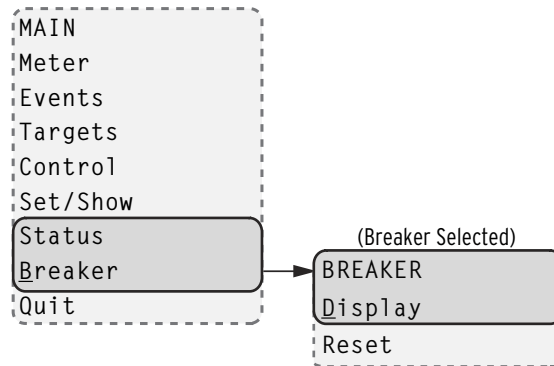 MAIN
Meter
Events
Targets
Control
Set/Show
Status
Breaker
Quit
(Breaker Selected)
BREAKER
Display
Reset